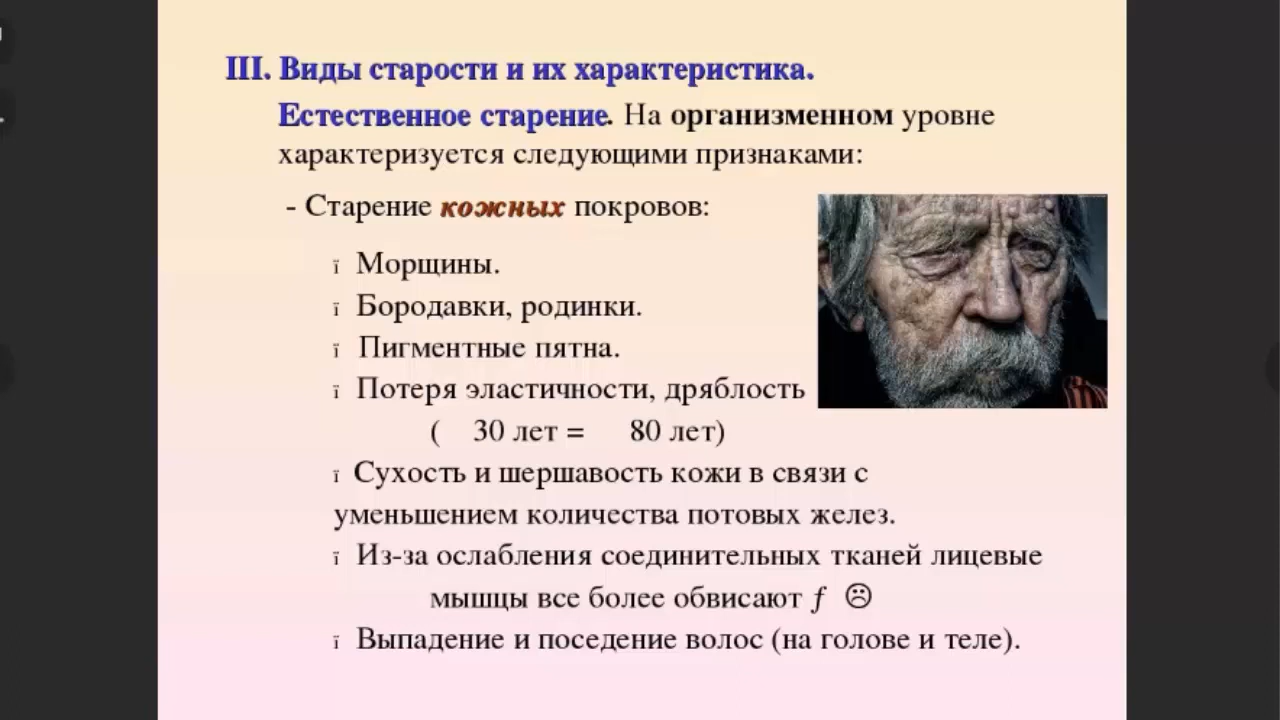 III. Виды старости и их характеристика.
Естественное старение. На организменном уровне
характеризуется следующими признаками:
- Старение кожных покровов:
ï Морщины.
ï Бородавки, родинки.
ï Пигментные пятна.
ï Потеря эластичности, дряблость
( 30 лет = 80 лет)
ï Сухость и шершавость кожи в связи с
уменьшением количества потовых желез.
ï Из-за ослабления соединительных тканей лицевые
мышцы все более обвисают ƒ ☹
ï Выпадение и поседение волос (на голове и теле).